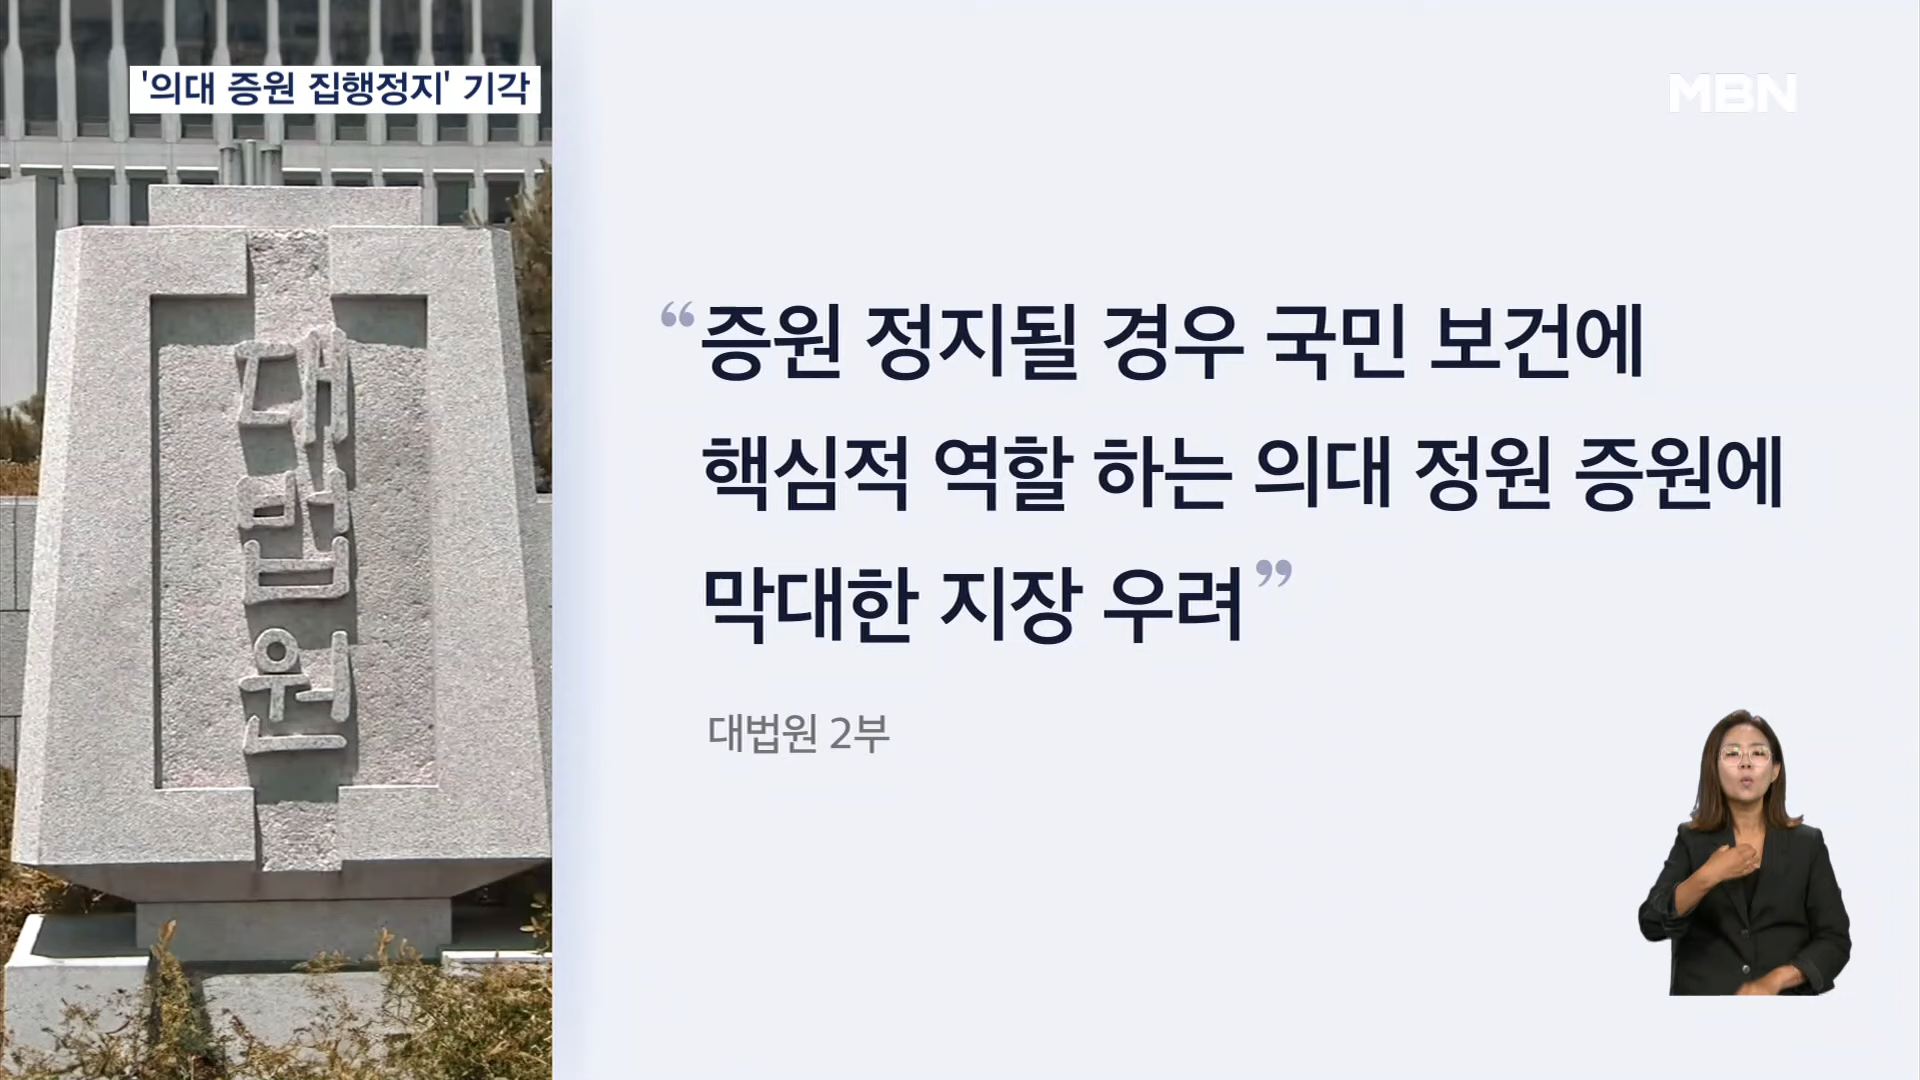 '의대 증원 집행정지' 기각
MBN
대법원
“증원 정지될 경우 국민 보건에
핵심적 역할 하는 의대 정원 증원에
막대한 지장 우려”
대법원 2부